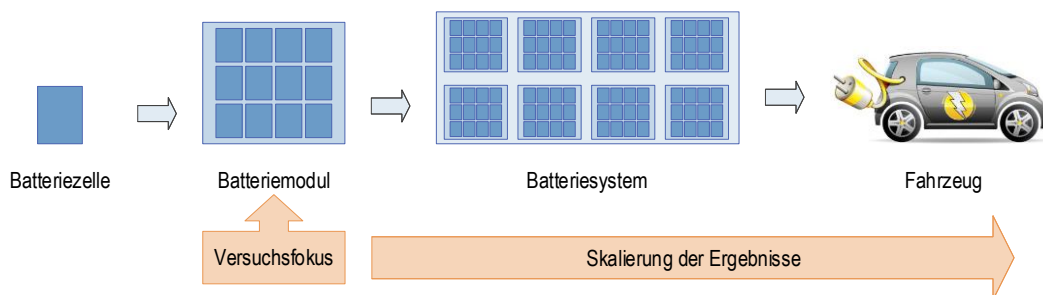 Batteriezelle
Batteriemodul
Batteriesystem
Fahrzeug
Versuchsfokus
Skalierung der Ergebnisse